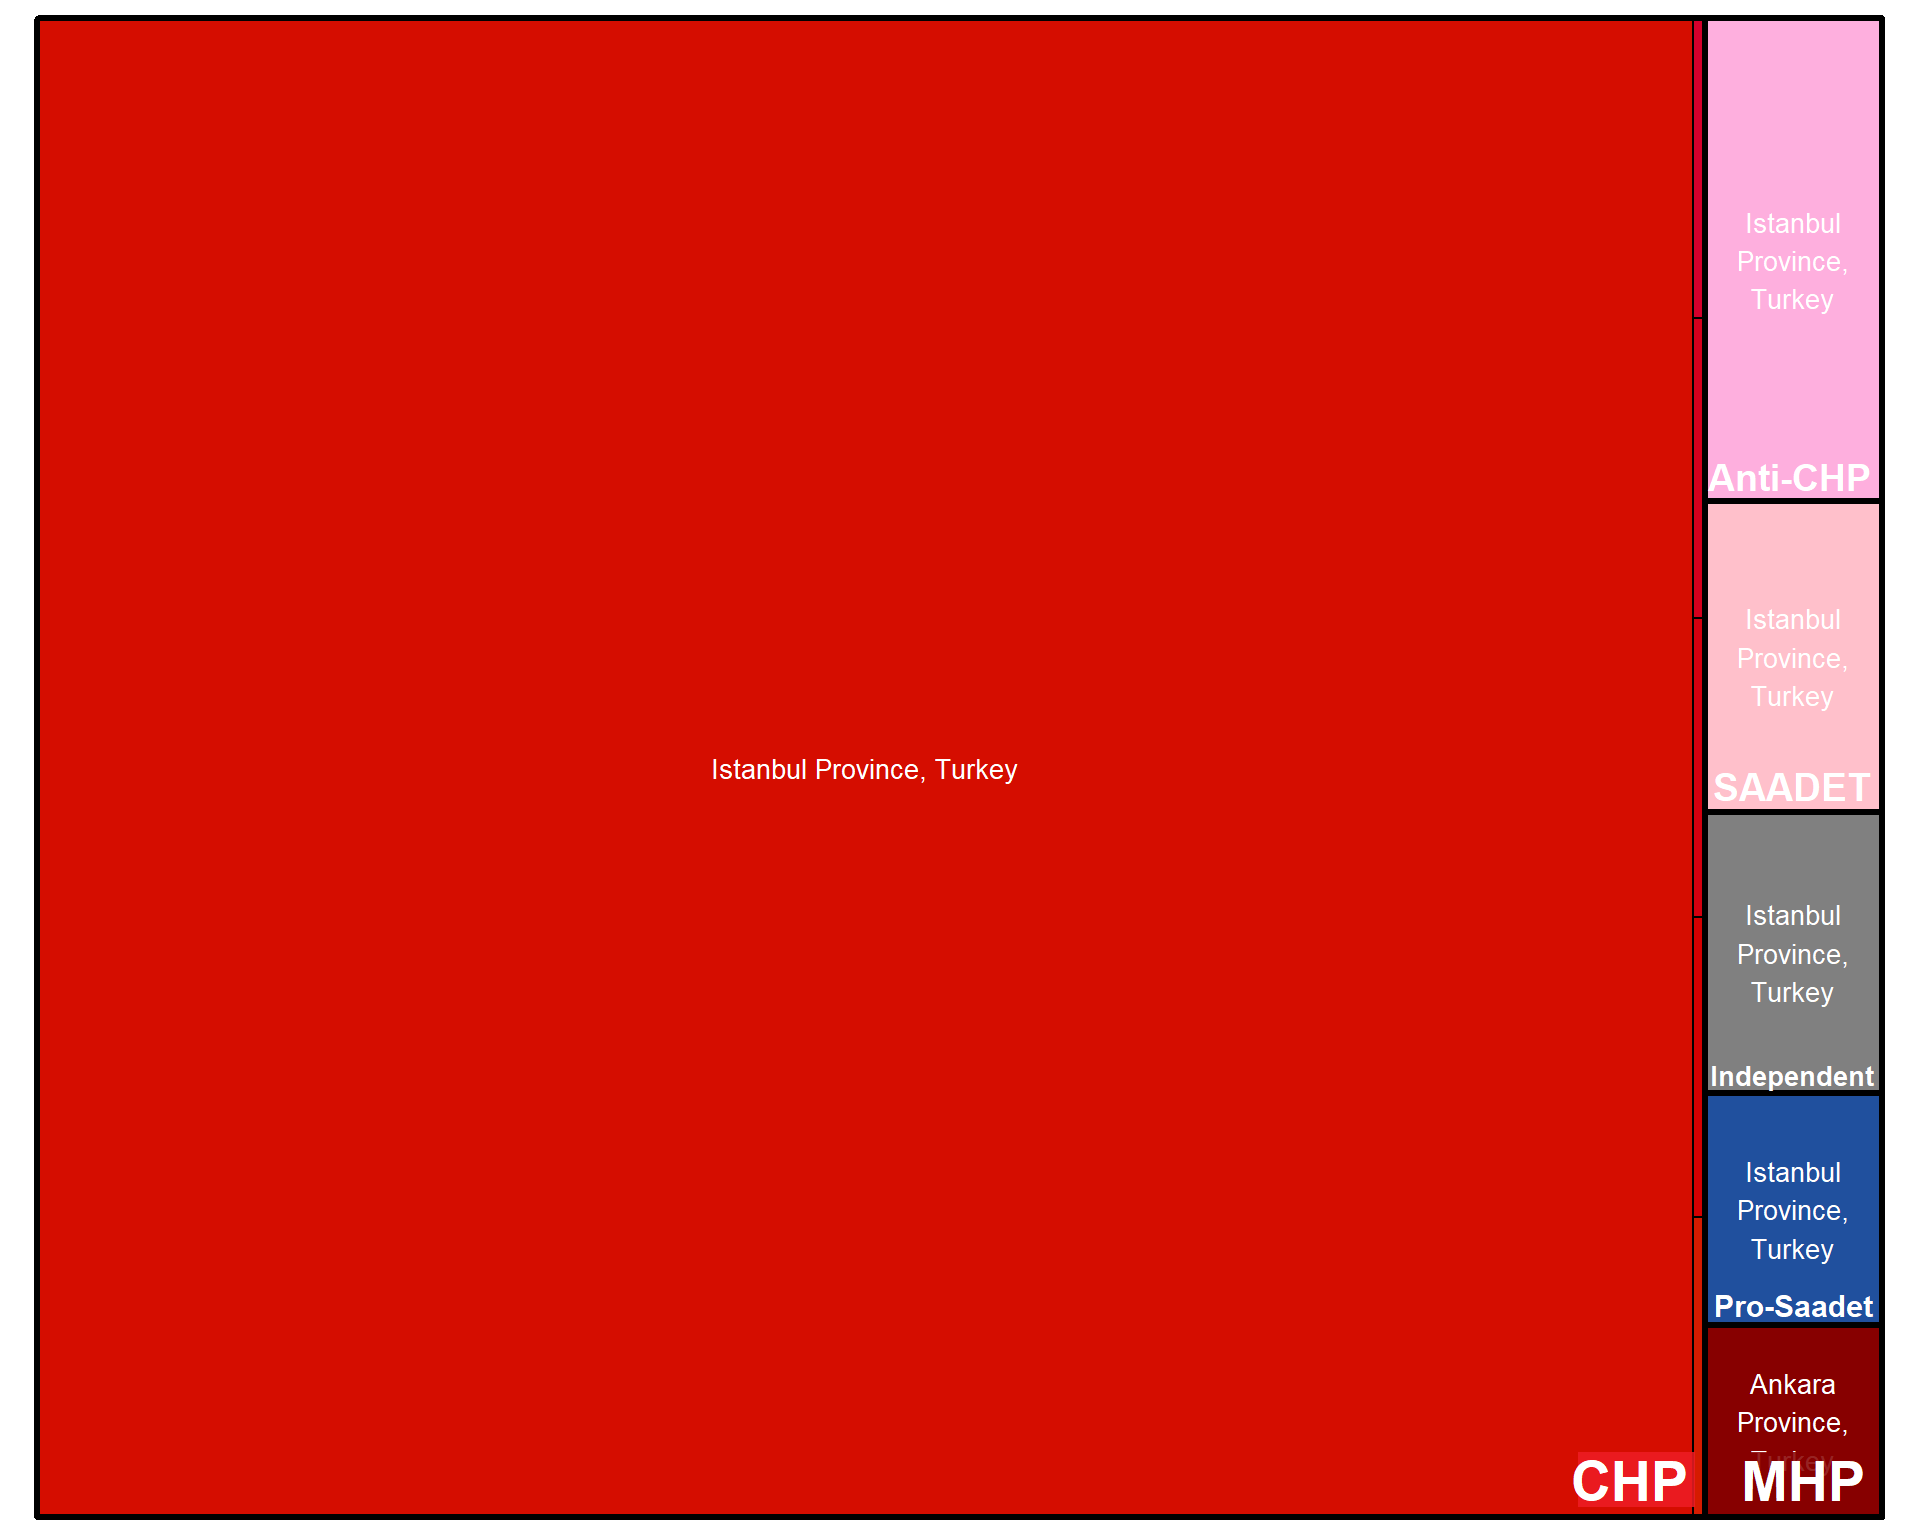 Istanbul Province, Turkey
CHP
Istanbul
Province,
Turkey
Anti-CHP
Istanbul
Province,
Turkey
SAADET
Istanbul
Province,
Turkey
Independent
Istanbul
Province,
Turkey
Pro-Saadet
Ankara
Province,
Turkey
MHP